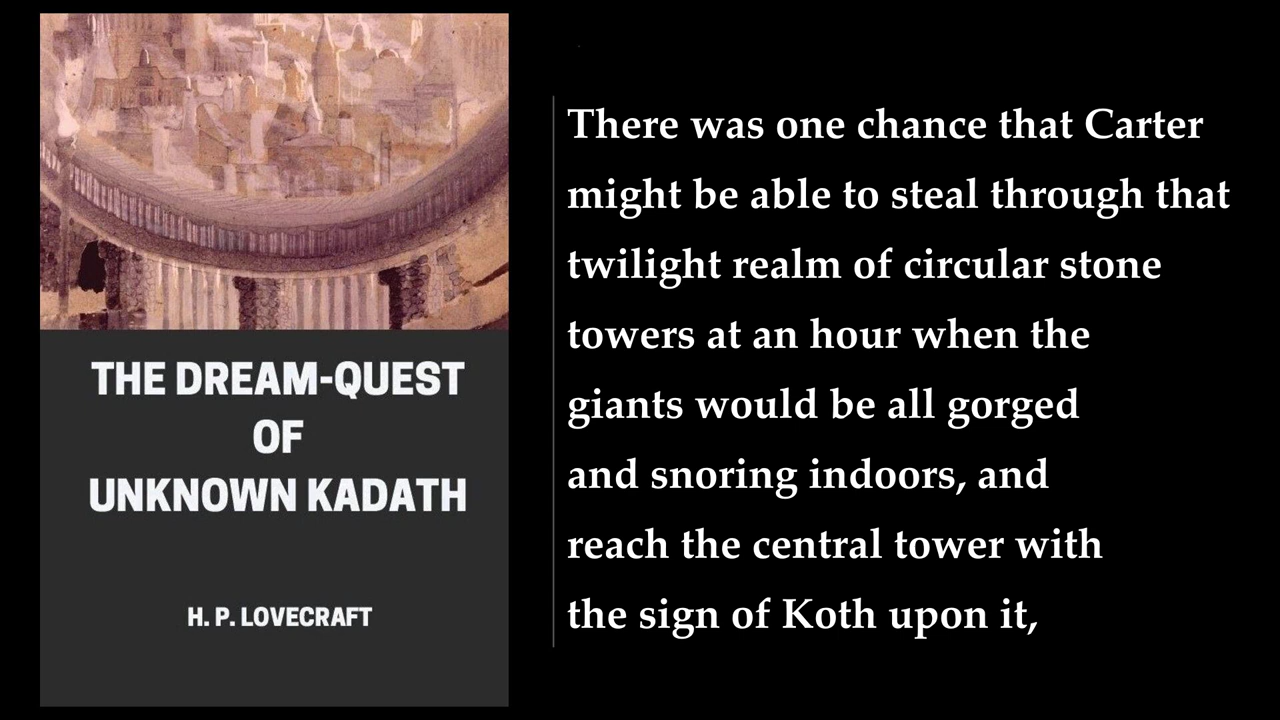 THE DREAM-QUEST
OF
UNKNOWN KADATH
H. P. LOVECRAFT
There was one chance that Carter
might be able to steal through that
twilight realm of circular stone
towers at an hour when the
giants would be all gorged
and snoring indoors, and
reach the central tower with
the sign of Koth upon it,